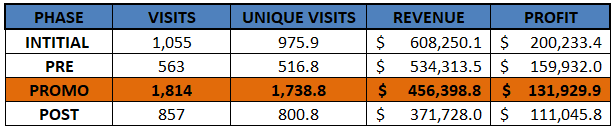 PHASE VISITS UNIQUE VISITS REVENUE PROFIT
INTITIAL 1,055 975.9 $ 608,250.1 $ 200,233.4
PRE 563 516.8 $ 534,313.5 $ 159,932.0
PROMO 1,814 1,738.8 $ 456,398.8 $ 131,929.9
POST 857 800.8 $ 371,728.0 $ 111,045.8